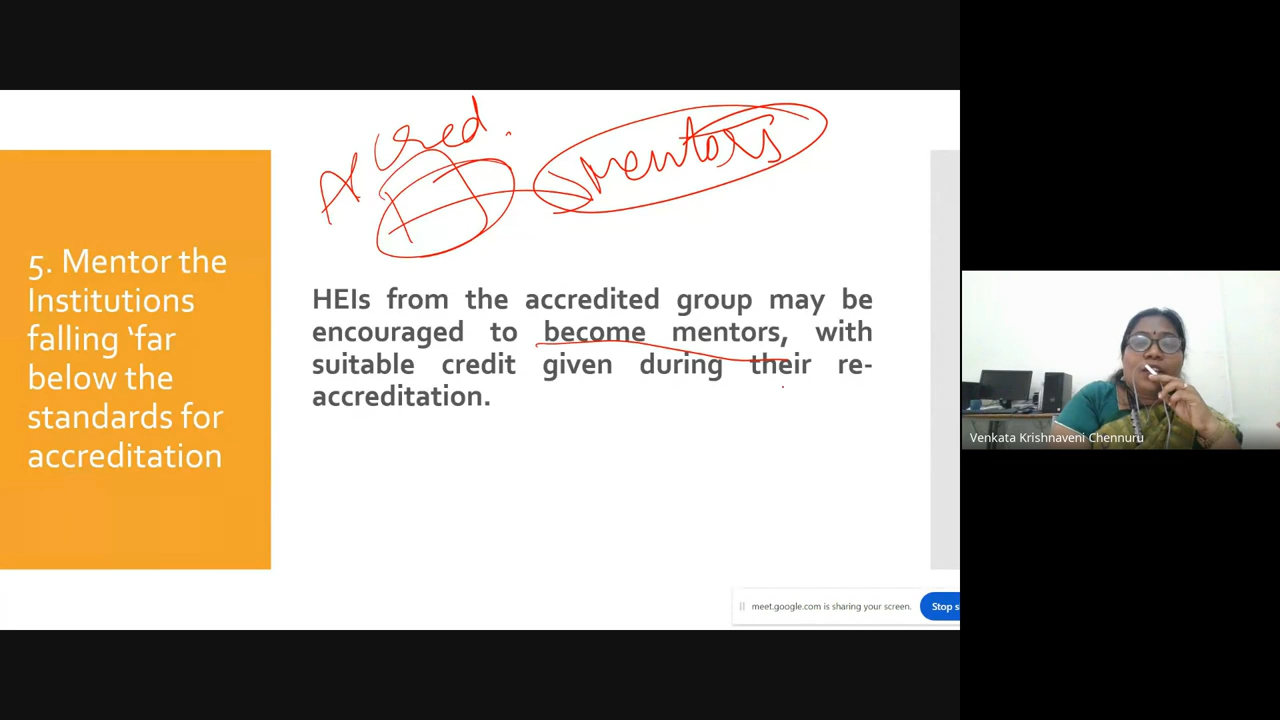 Accred.
mentors
5. Mentor the
Institutions
falling ‘far
below the
standards for
accreditation
HEIs from the accredited group may be
encouraged to become mentors, with
suitable credit given during their re-
accreditation.
Venkata Krishnaveni Chennuru
meet.google.com is sharing your screen.
Stop s